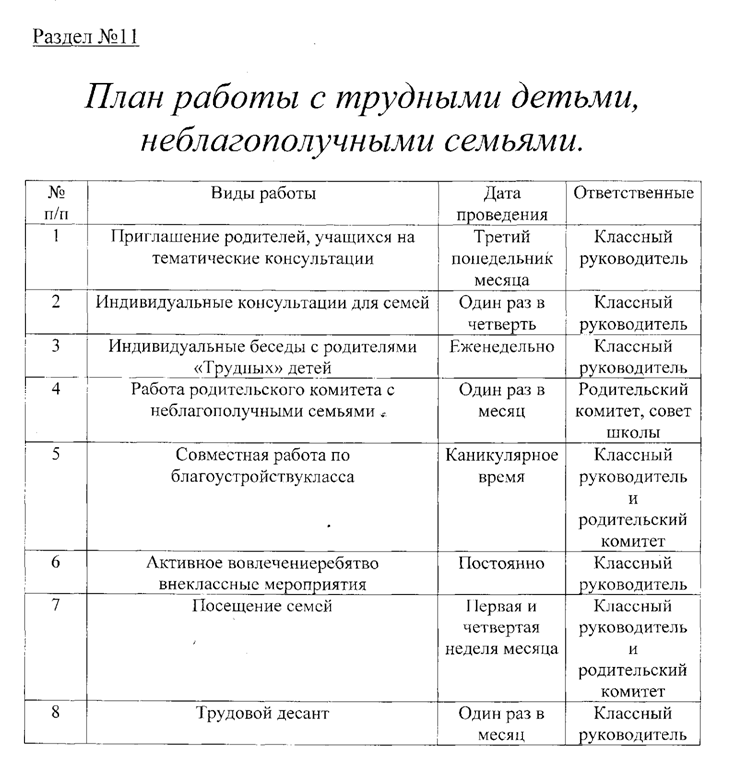 Раздел №11
План работы с трудными детьми,
неблагополучными семьями.
№ Виды работы Дата Ответственные
п/п проведения
1 Приглашение родителей, учащихся на Третий Классный
тематические консультации понедельник руководитель
месяца
2 Индивидуальные консультации для семей Один раз в Классный
четверть руководитель
3 Индивидуальные беседы с родителями Еженедельно Классный
«Трудных» детей руководитель
4 Работа родительского комитета с Один раз в Родительский
неблагополучными семьями месяц комитет, совет
школы
5 Совместная работа по Каникулярное Классный
благоустройствукласса время руководитель
и
родительский
комитет
6 Активное вовлечениеребятво Постоянно Классный
внеклассные мероприятия руководитель
7 Посещение семей Первая и Классный
четвертая руководитель
неделя месяца и
родительский
комитет
8 Трудовой десант Один раз в Классный
месяц руководитель